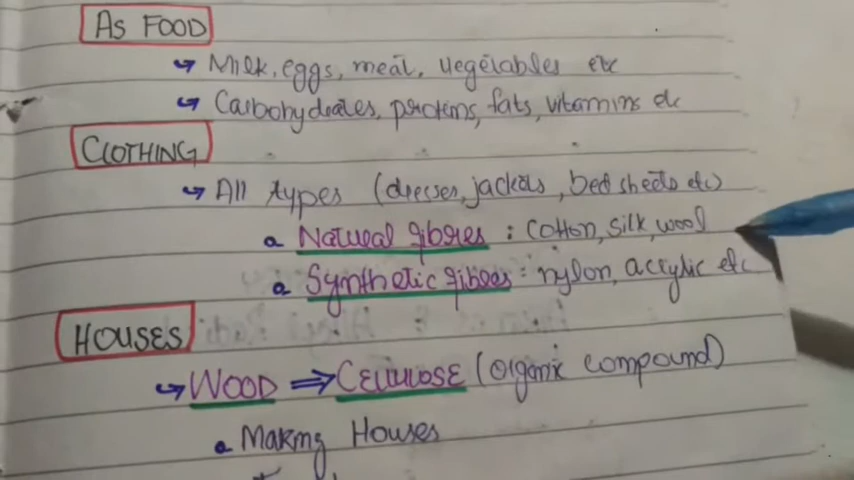 AS FOOD
Milk, eggs, meat, vegetables etc
Carbohydrates, proteins, fats, vitamins etc
CLOTHING
All types (dresses, jackets, bed sheets etc)
Natural fibres : cotton, silk, wool
Synthetic fibers : nylon, acrylic etc
HOUSES
WOOD ⇒ CELLULOSE (organic compound)
Making Houses